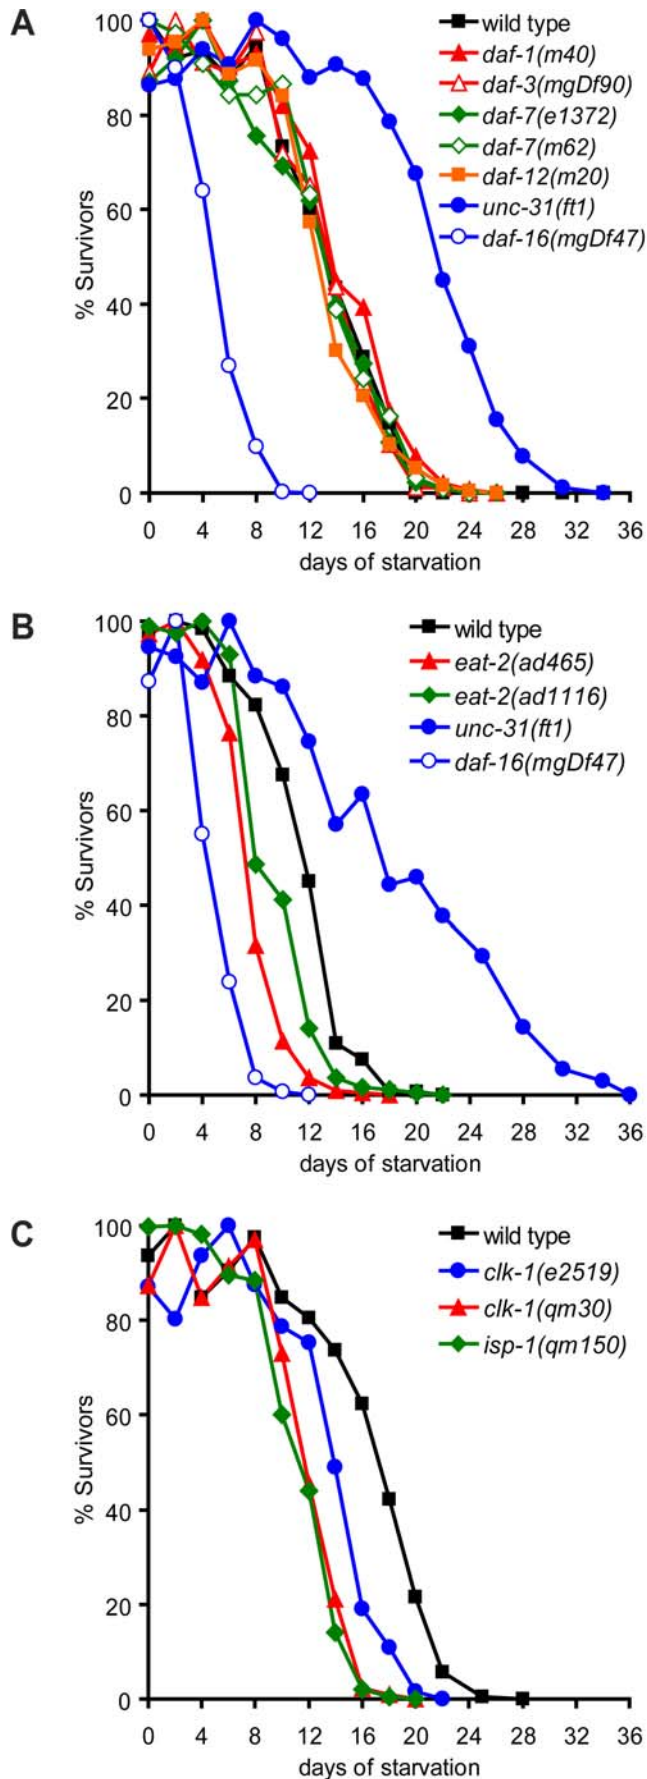 A
wild type
daf-1(m40)
daf-3(mgDf90)
daf-7(e1372)
daf-7(m62)
daf-12(m20)
unc-31(ft1)
daf-16(mgDf47)
% Survivors
100
80
60
40
20
0
0 4 8 12 16 20 24 28 32 36
days of starvation
B
wild type
eat-2(ad465)
eat-2(ad1116)
unc-31(ft1)
daf-16(mgDf47)
% Survivors
100
80
60
40
20
0
0 4 8 12 16 20 24 28 32 36
days of starvation
C
wild type
clk-1(e2519)
clk-1(qm30)
isp-1(qm150)
% Survivors
100
80
60
40
20
0
0 4 8 12 16 20 24 28 32 36
days of starvation